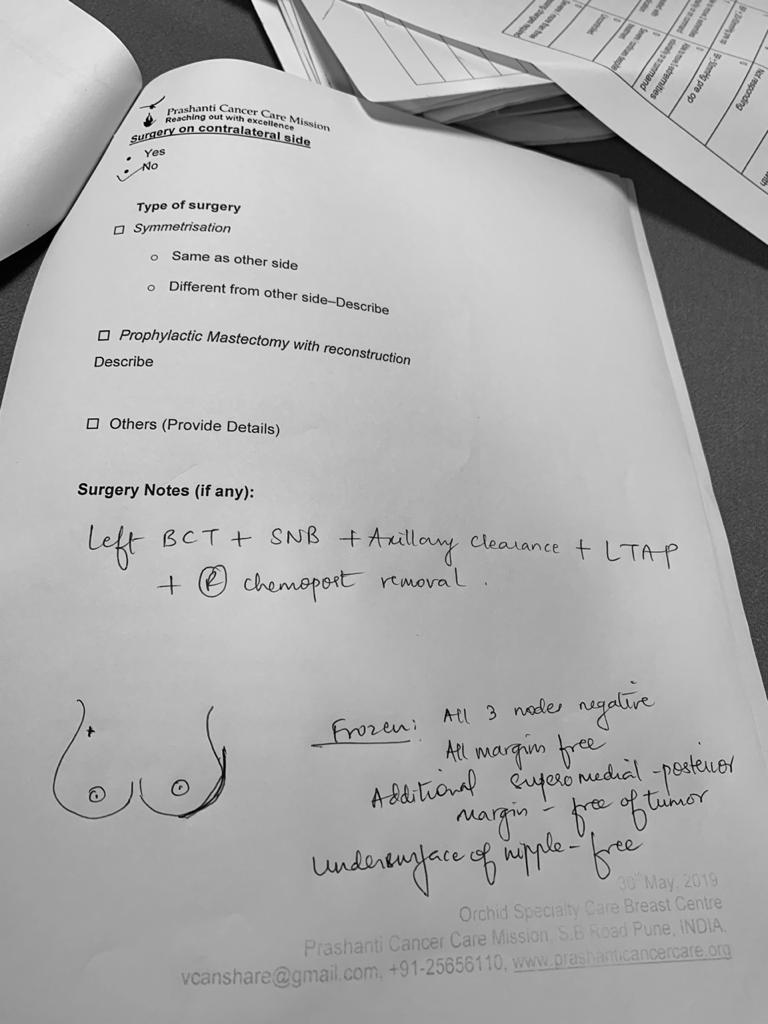 Prashanti Cancer Care Mission
Reaching out with excellence
Surgery on contralateral side
Yes
No
Type of surgery
Symmetrisation
Same as other side
Different from other side–Describe
Prophylactic Mastectomy with reconstruction
Describe
Others (Provide Details)
Surgery Notes (if any):
Left BCT + SNB + Axillary clearance + LTAP
+ Ⓡ chemoport removal.
Frozen: All 3 nodes negative
All margins free
Additional superomedial-posterior
margin – free of tumor
Undersurface of nipple – free
30th May, 2019
Orchid Specialty Care Breast Centre
Prashanti Cancer Care Mission, S.B Road Pune, INDIA,
vcanshare@gmail.com, +91-25656110, www.prashanticancercare.org
Not responding